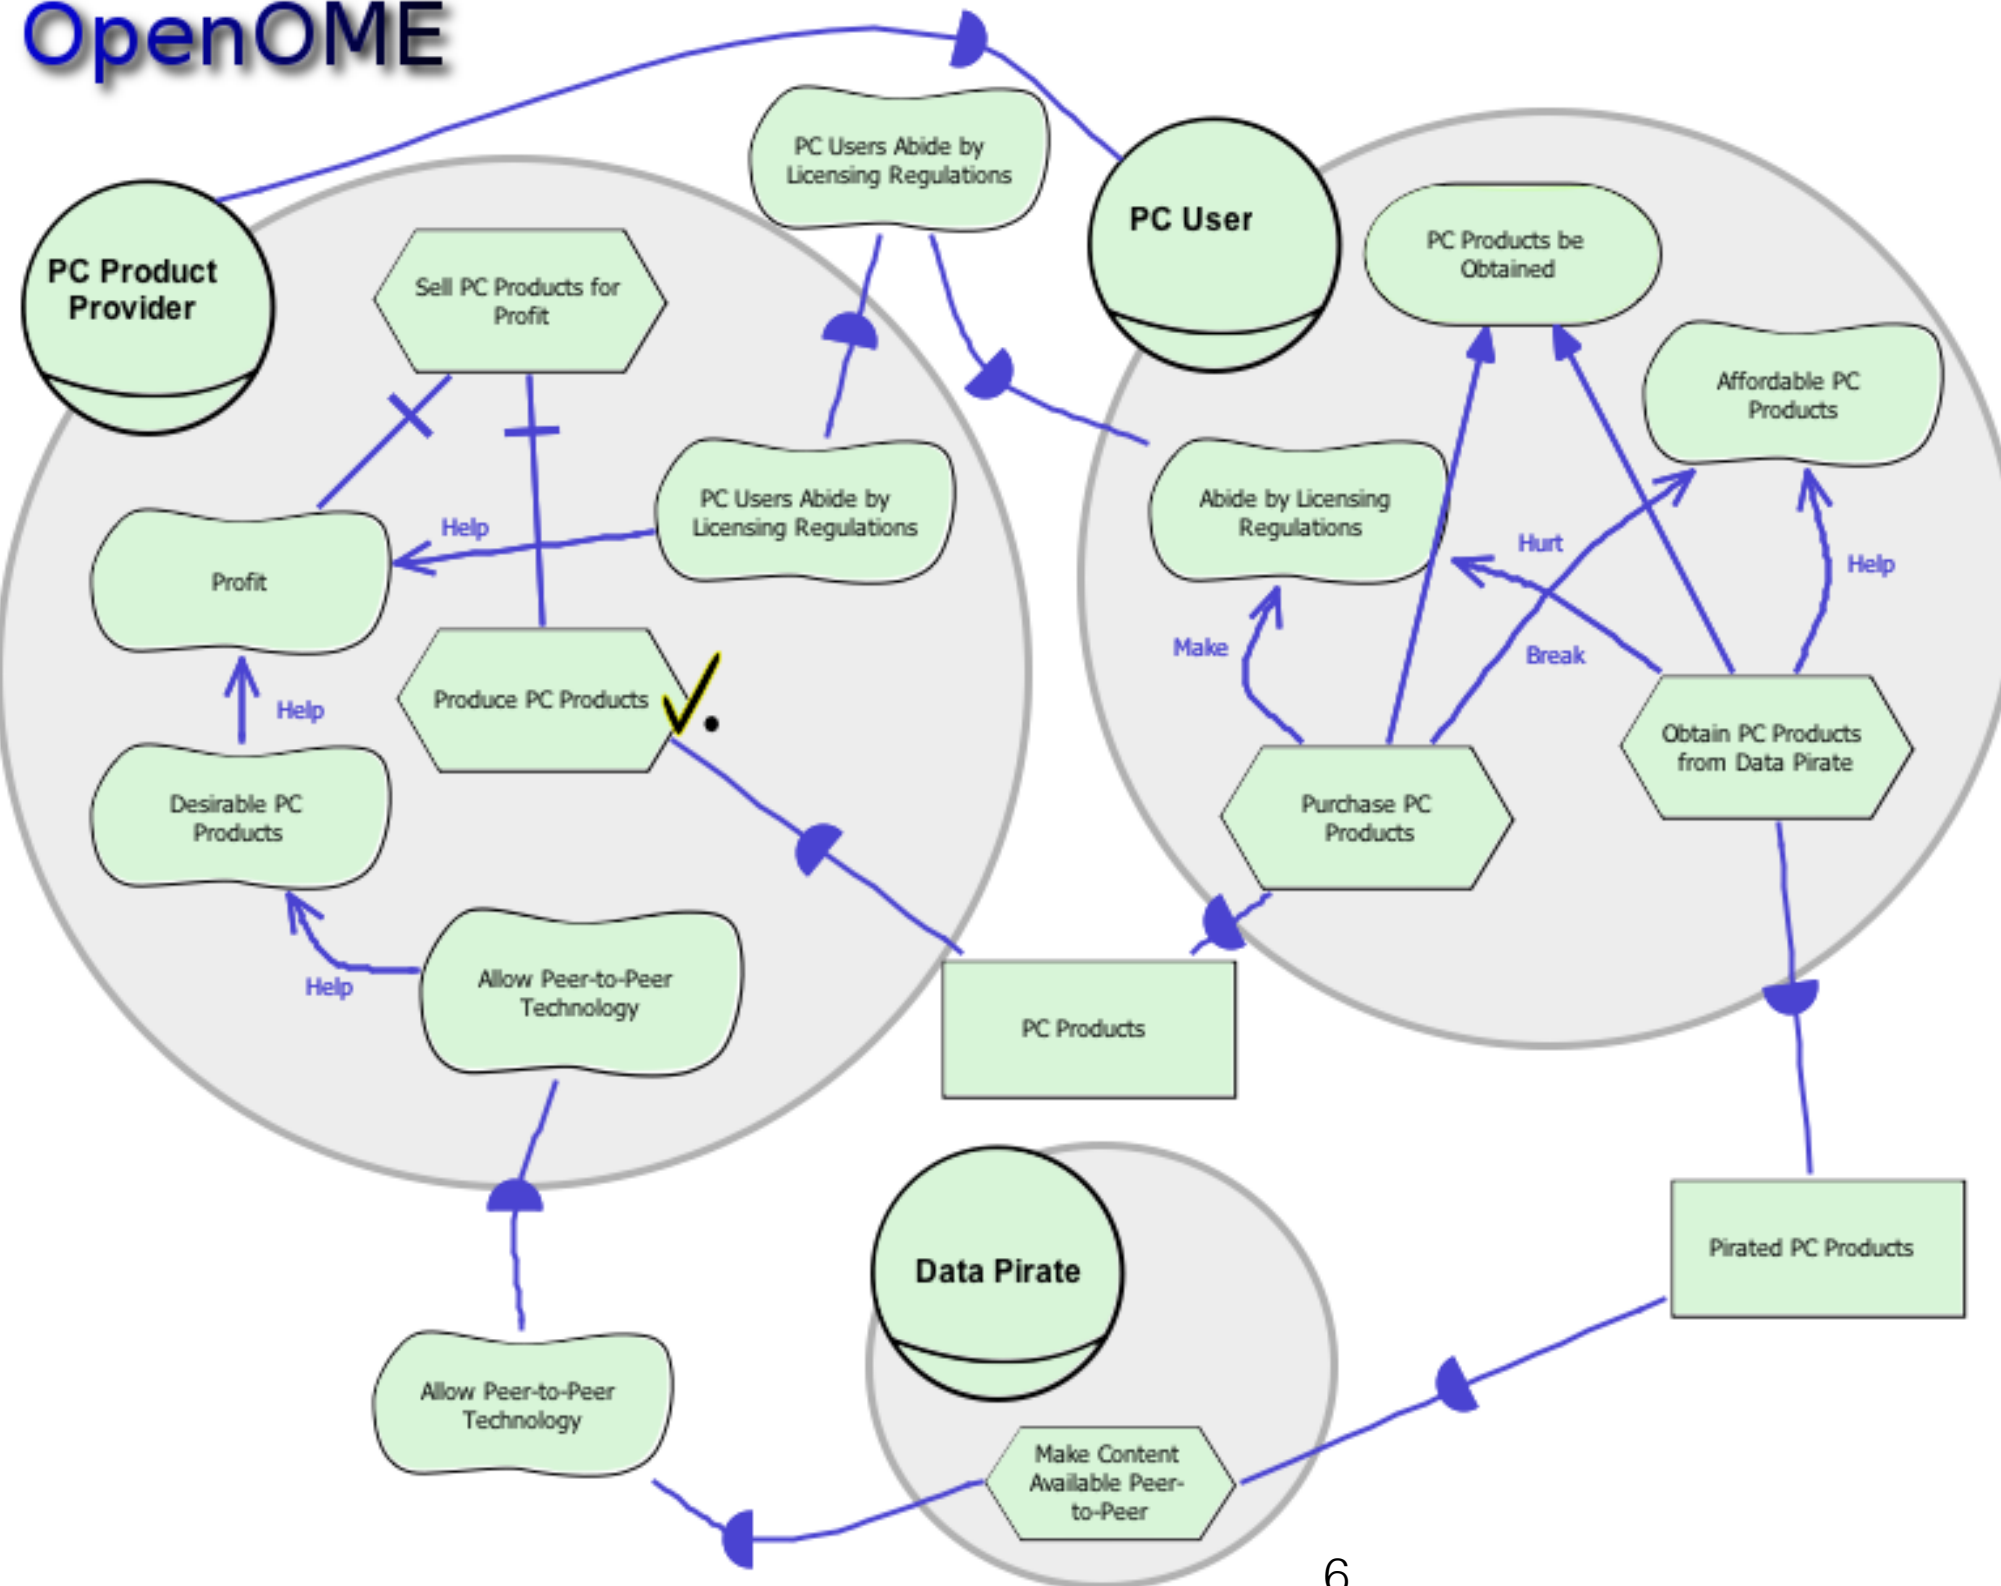 OpenOME
PC Users Abide by
Licensing Regulations
PC Product
Provider
Sell PC Products for
Profit
PC User
PC Products be
Obtained
Affordable PC
Products
PC Users Abide by
Licensing Regulations
Abide by Licensing
Regulations
Help
Profit
Hurt
Help
Make
Break
Produce PC Products
Help
Desirable PC
Products
Purchase PC
Products
Obtain PC Products
from Data Pirate
Allow Peer-to-Peer
Technology
Help
PC Products
Data Pirate
Pirated PC Products
Allow Peer-to-Peer
Technology
Make Content
Available Peer-
to-Peer
6